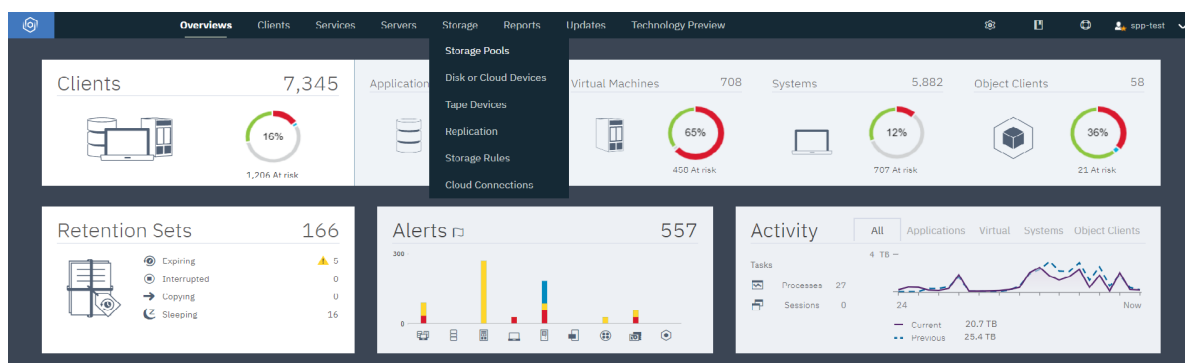 Overviews Clients Services Servers Storage Reports Updates Technology Preview spp-test
Storage Pools
Disk or Cloud Devices
Tape Devices
Replication
Storage Rules
Cloud Connections
Clients 7,345
16%
1,206 At risk
Application
Virtual Machines 708
65%
458 At risk
Systems 5,882
12%
707 At risk
Object Clients 58
36%
21 At risk
Retention Sets 166
Expiring 5
Interrupted 0
Copying 0
Sleeping 16
Alerts 557
300
0
Activity All Applications Virtual Systems Object Clients
Tasks
Processes 27
Sessions 0
4 TB
24 Now
Current 20.7 TB
Previous 25.4 TB